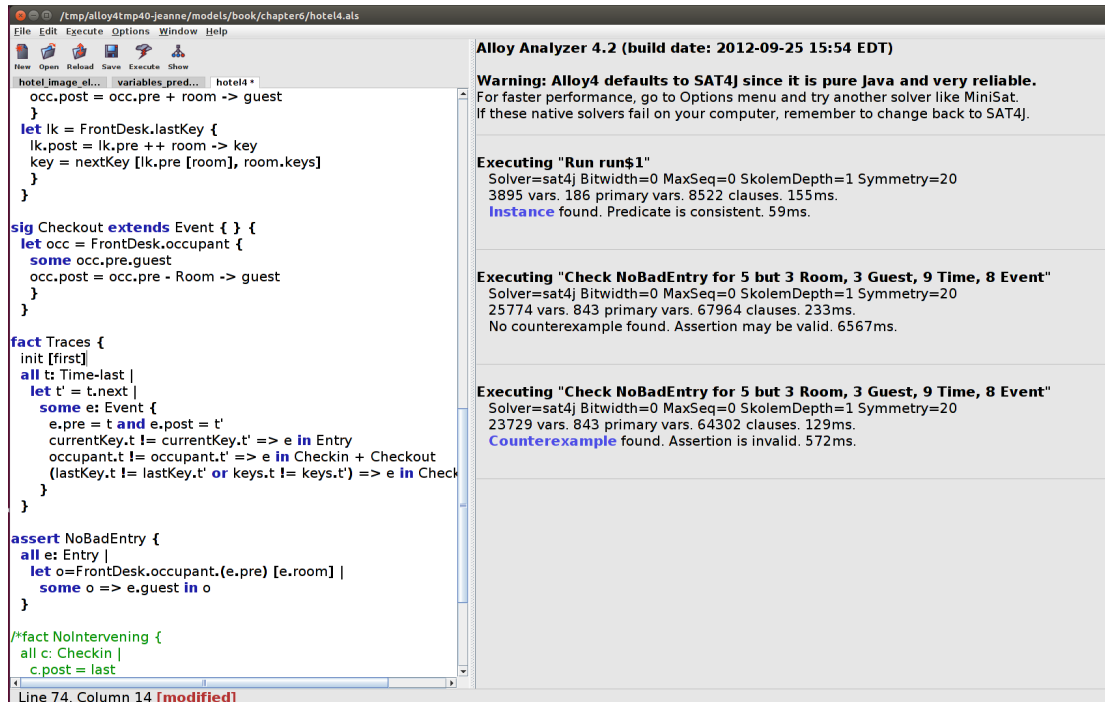 /tmp/alloy4tmp40-jeanne/models/book/chapter6/hotel4.als
File Edit Execute Options Window Help
New Open Reload Save Execute Show
hotel_image_el... variables_pred... hotel4 *
occ.post = occ.pre + room -> guest
}
let lk = FrontDesk.lastKey {
lk.post = lk.pre ++ room -> key
key = nextKey [lk.pre [room], room.keys]
}
}
sig Checkout extends Event { } {
let occ = FrontDesk.occupant {
some occ.pre.guest
occ.post = occ.pre - Room -> guest
}
}
fact Traces {
init [first]
all t: Time-last |
let t' = t.next |
some e: Event {
e.pre = t and e.post = t'
currentKey.t != currentKey.t' => e in Entry
occupant.t != occupant.t' => e in Checkin + Checkout
(lastKey.t != lastKey.t' or keys.t != keys.t') => e in Check
}
}
assert NoBadEntry {
all e: Entry |
let o=FrontDesk.occupant.(e.pre) [e.room] |
some o => e.guest in o
}
/*fact NoIntervening {
all c: Checkin |
c.post = last
Line 74, Column 14 [modified]
Alloy Analyzer 4.2 (build date: 2012-09-25 15:54 EDT)
Warning: Alloy4 defaults to SAT4J since it is pure Java and very reliable.
For faster performance, go to Options menu and try another solver like MiniSat.
If these native solvers fail on your computer, remember to change back to SAT4J.
Executing "Run run$1"
Solver=sat4j Bitwidth=0 MaxSeq=0 SkolemDepth=1 Symmetry=20
3895 vars. 186 primary vars. 8522 clauses. 155ms.
Instance found. Predicate is consistent. 59ms.
Executing "Check NoBadEntry for 5 but 3 Room, 3 Guest, 9 Time, 8 Event"
Solver=sat4j Bitwidth=0 MaxSeq=0 SkolemDepth=1 Symmetry=20
25774 vars. 843 primary vars. 67964 clauses. 233ms.
No counterexample found. Assertion may be valid. 6567ms.
Executing "Check NoBadEntry for 5 but 3 Room, 3 Guest, 9 Time, 8 Event"
Solver=sat4j Bitwidth=0 MaxSeq=0 SkolemDepth=1 Symmetry=20
23729 vars. 843 primary vars. 64302 clauses. 129ms.
Counterexample found. Assertion is invalid. 572ms.